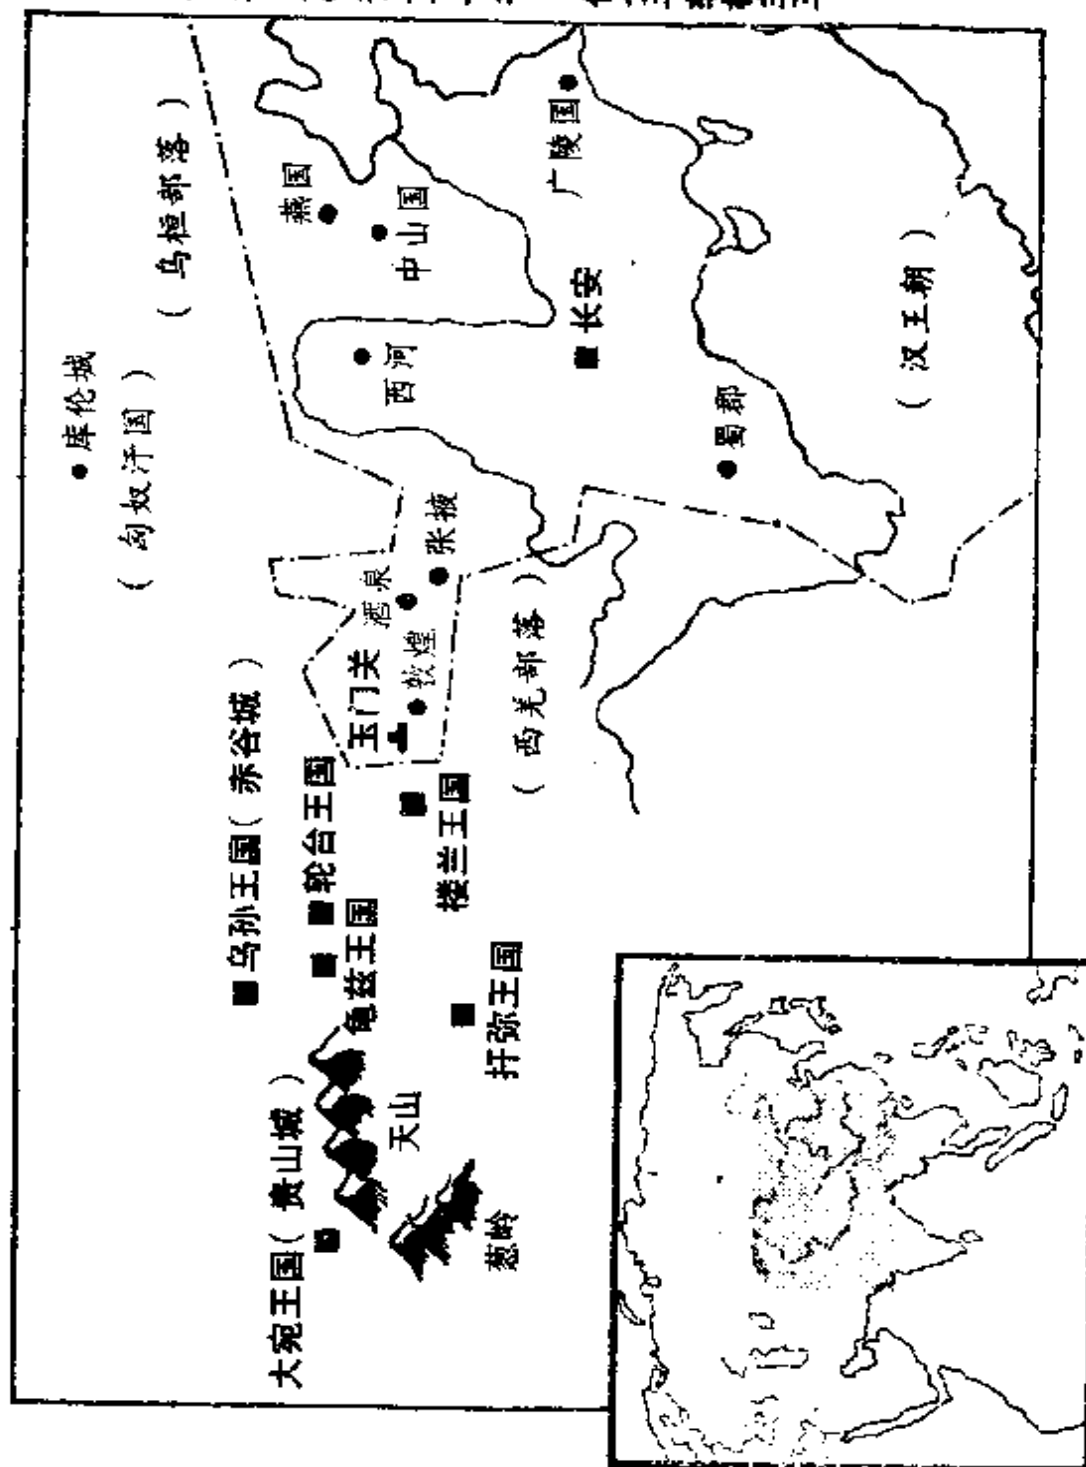 ● 库伦城
( 匈奴汗国 )
( 乌桓部落 )
燕国
中山国
广陵国
西河
■ 长安
蜀郡
( 汉王朝 )
张掖
酒泉
敦煌
玉门关
( 西羌部落 )
■ 乌孙王国 ( 赤谷城 )
■ 轮台王国
龟兹王国
楼兰王国
扜弥王国
大宛王国 ( 贵山城 )
天山
葱岭